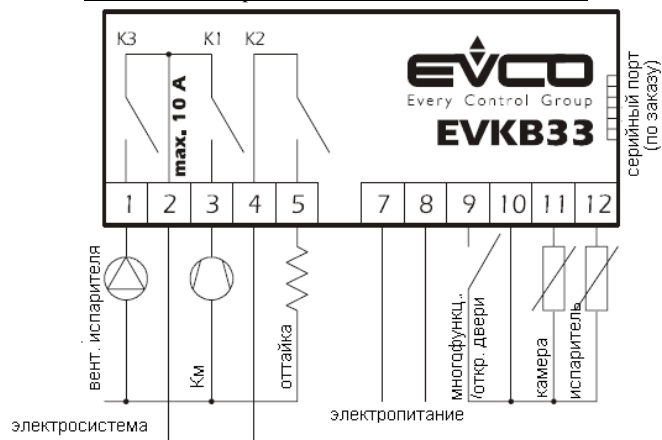 K3
K1
K2
max. 10 A
EVCO
Every Control Group
EVKB33
серийный порт
(по заказу)
1 2 3 4 5 7 8 9 10 11 12
вент. испарителя
Км
оттайка
многофункц.,
/откр. двери
камера
испаритель
электросистема
электропитание